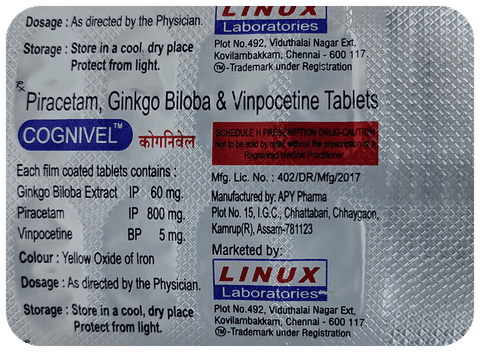 Dosage : As directed by the Physician.
Storage : Store in a cool, dry place
Protect from light.
LINUX
Laboratories
Plot No.492, Viduthalai Nagar Ext,
Kovilambakkam, Chennai - 600 117.
TM-Trademark under Registration
Rx
Piracetam, Ginkgo Biloba & Vinpocetine Tablets
COGNIVEL™ कोगनिवेल
SCHEDULE H PRESCRIPTION DRUG-CAUTION
Not to be sold by retail without the prescription of a
Registered Medical Practitioner
Each film coated tablets contains :
Ginkgo Biloba Extract IP 60 mg.
Piracetam IP 800 mg.
Vinpocetine BP 5 mg.
Colour : Yellow Oxide of Iron
Dosage : As directed by the Physician.
Storage : Store in a cool, dry place
Protect from light.
Mfg. Lic. No. : 402/DR/Mfg/2017
Manufactured by: APY Pharma
Plot No. 15, I.G.C., Chhattabari, Chhaygaon,
Kamrup(R), Assam-781123
Marketed by:
LINUX
Laboratories
Plot No.492, Viduthalai Nagar Ext,
Kovilambakkam, Chennai - 600 117.
TM-Trademark under Registration